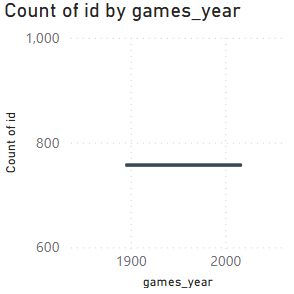 Count of id by games_year
1,000
800
600
Count of id
1900
2000
games_year